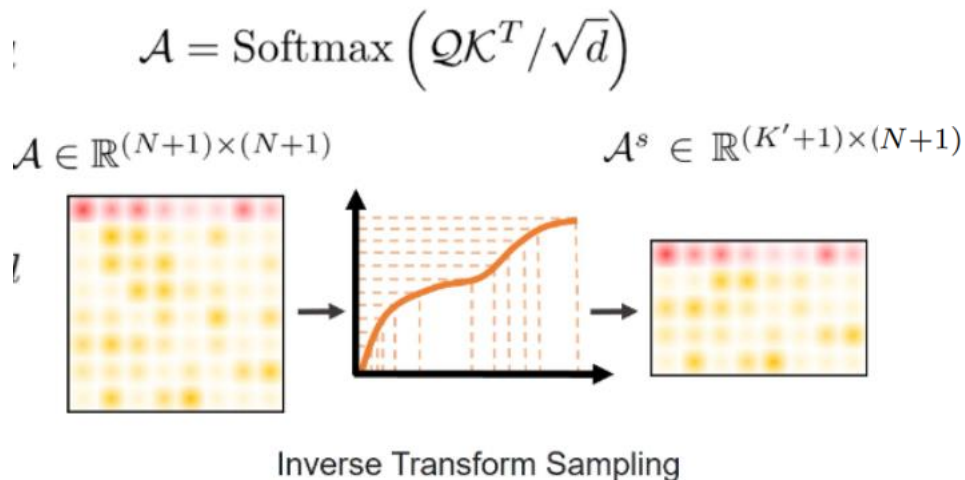 𝒜 = Softmax (𝒬𝒦^T / √d)
𝒜 ∈ ℝ^{(N+1)×(N+1)}
𝒜^s ∈ ℝ^{(K'+1)×(N+1)}
Inverse Transform Sampling